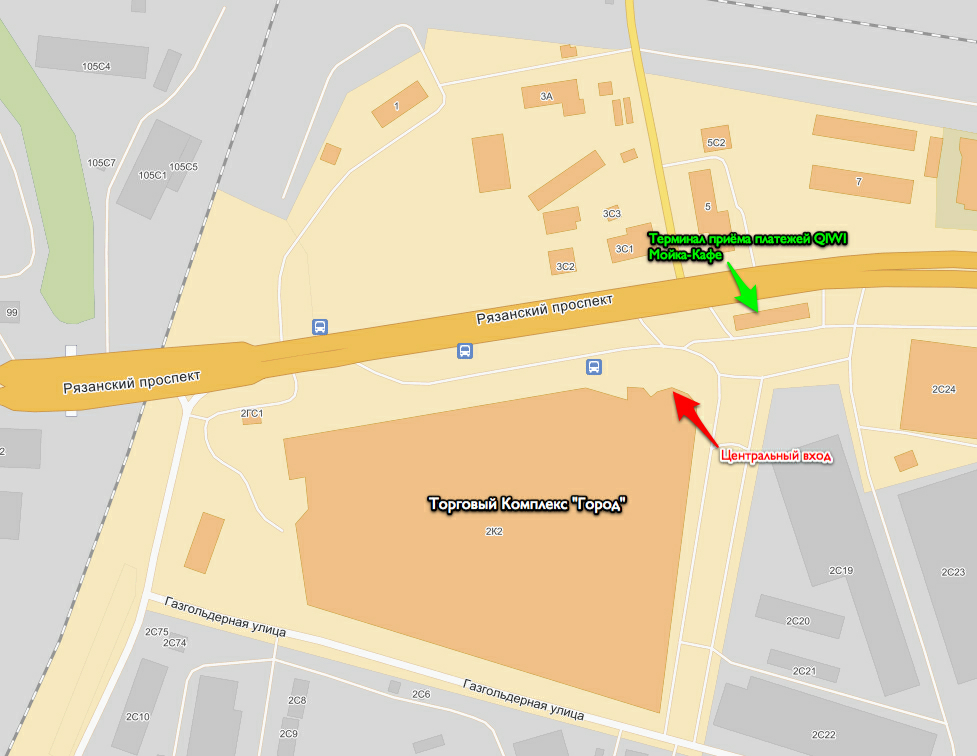 105С4
1
3А
5С2
105С7
105С5
105С1
7
5
3С3
3С1
Терминал приёма платежей QIWI
Мойка-Кафе
3С2
99
Рязанский проспект
Рязанский проспект
2С24
2ГС1
2
Центральный вход
Торговый Комплекс "Город"
2К2
2С19
2С23
Газгольдерная улица
2С20
2С75
2С74
2С21
2С6
Газгольдерная улица
2С8
2С10
2С9
2С22